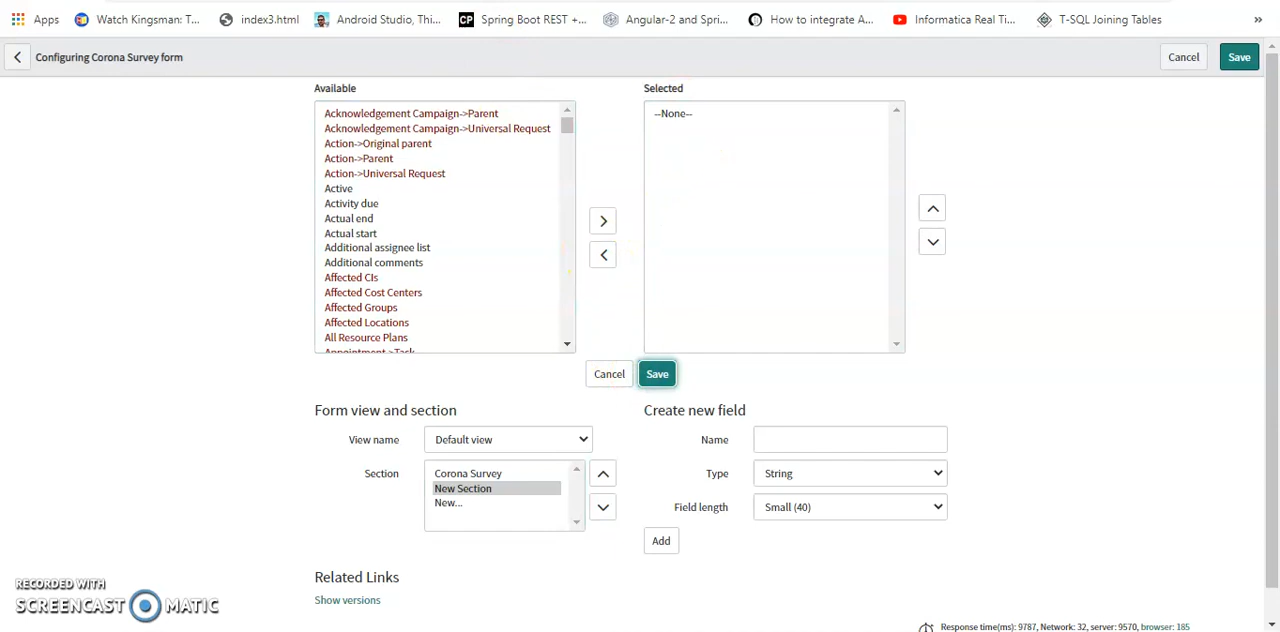 Apps Watch Kingsman: T... index3.html Android Studio, Thi... CP Spring Boot REST +... Angular-2 and Spri... How to integrate A... Informatica Real Ti... T-SQL Joining Tables »
Configuring Corona Survey form Cancel Save
Available Selected
Acknowledgement Campaign->Parent --None--
Acknowledgement Campaign->Universal Request
Action->Original parent
Action->Parent
Action->Universal Request
Active
Activity due
Actual end
Actual start
Additional assignee list
Additional comments
Affected CIs
Affected Cost Centers
Affected Groups
Affected Locations
All Resource Plans
Appointment->Task
Cancel Save
Form view and section Create new field
View name Default view Name
Section Corona Survey Type String
New Section
New... Field length Small (40)
Add
Related Links
Show versions
RECORDED WITH
SCREENCAST MATIC
Response time(ms): 9787, Network: 32, server: 9570, browser: 185